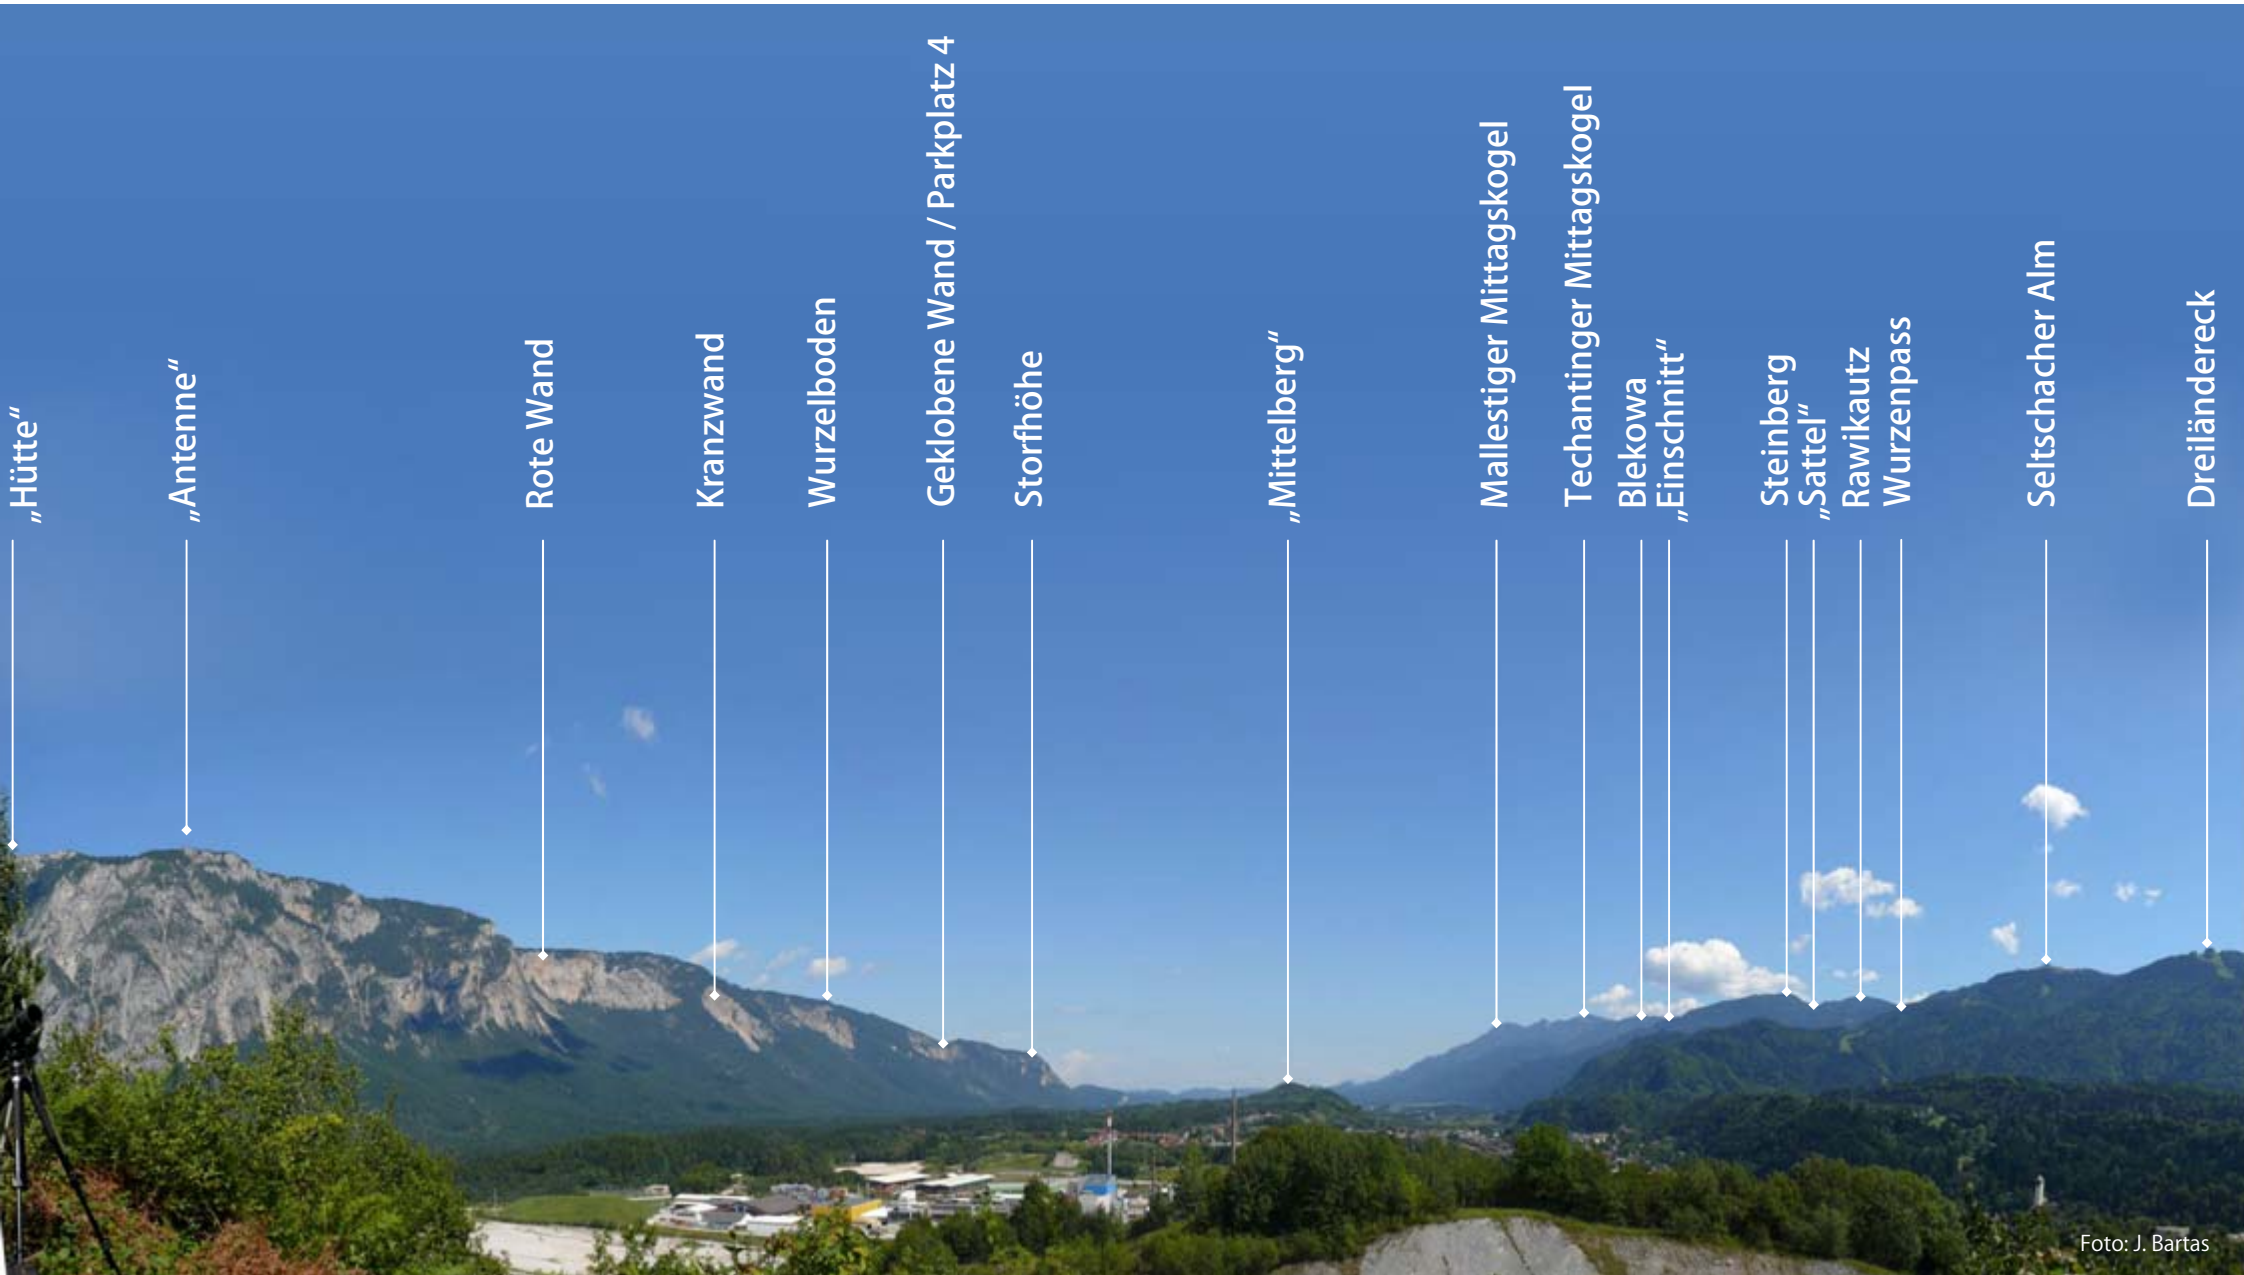 „Hütte“
„Antenne“
Rote Wand
Kranzwand
Wurzelboden
Geklobene Wand / Parkplatz 4
Storfhöhe
„Mittelberg“
Mallestiger Mittagskogel
Techantinger Mittagskogel
Blekowa
„Einschnitt“
Steinberg
„Sattel“
Rawikautz
Wurzenpass
Seltschacher Alm
Dreiländereck
Foto: J. Bartas